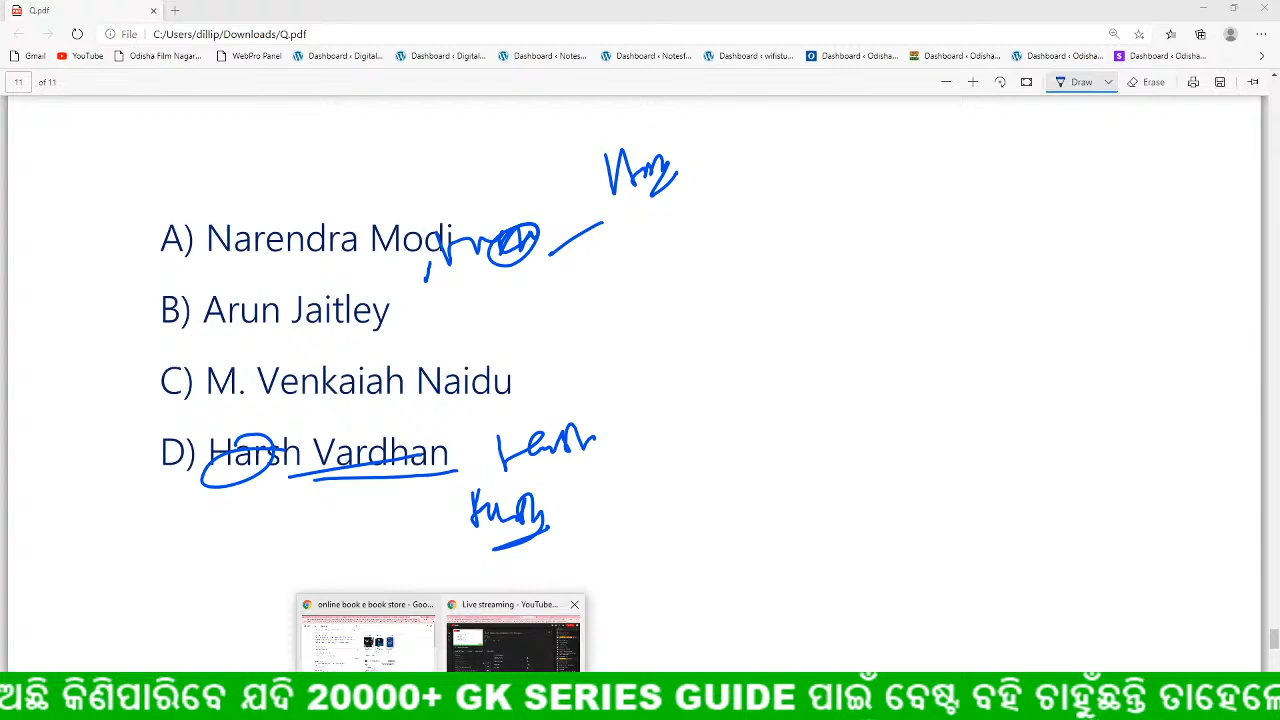 Q.pdf
File C:/Users/dillip/Downloads/Q.pdf
Gmail YouTube Odisha Film Nagar... WebPro Panel Dashboard ‹ Digital... Dashboard ‹ Digital... Dashboard ‹ Notes... Dashboard ‹ Notesf... Dashboard ‹ wifistu... Dashboard ‹ Odisha... Dashboard ‹ Odisha... Dashboard ‹ Odisha... Dashboard ‹ Odisha...
11 of 11 Draw Erase
A) Narendra Modi
B) Arun Jaitley
C) M. Venkaiah Naidu
D) Harsh Vardhan
online book e book store - Goo... Live streaming - YouTube...
ଅଛି କିଣିପାରିବେ ଯଦି 20000+ GK SERIES GUIDE ପାଇଁ ବେଷ୍ଟ ବହି ଚାହୁଁଛନ୍ତି ତାହେଲେ